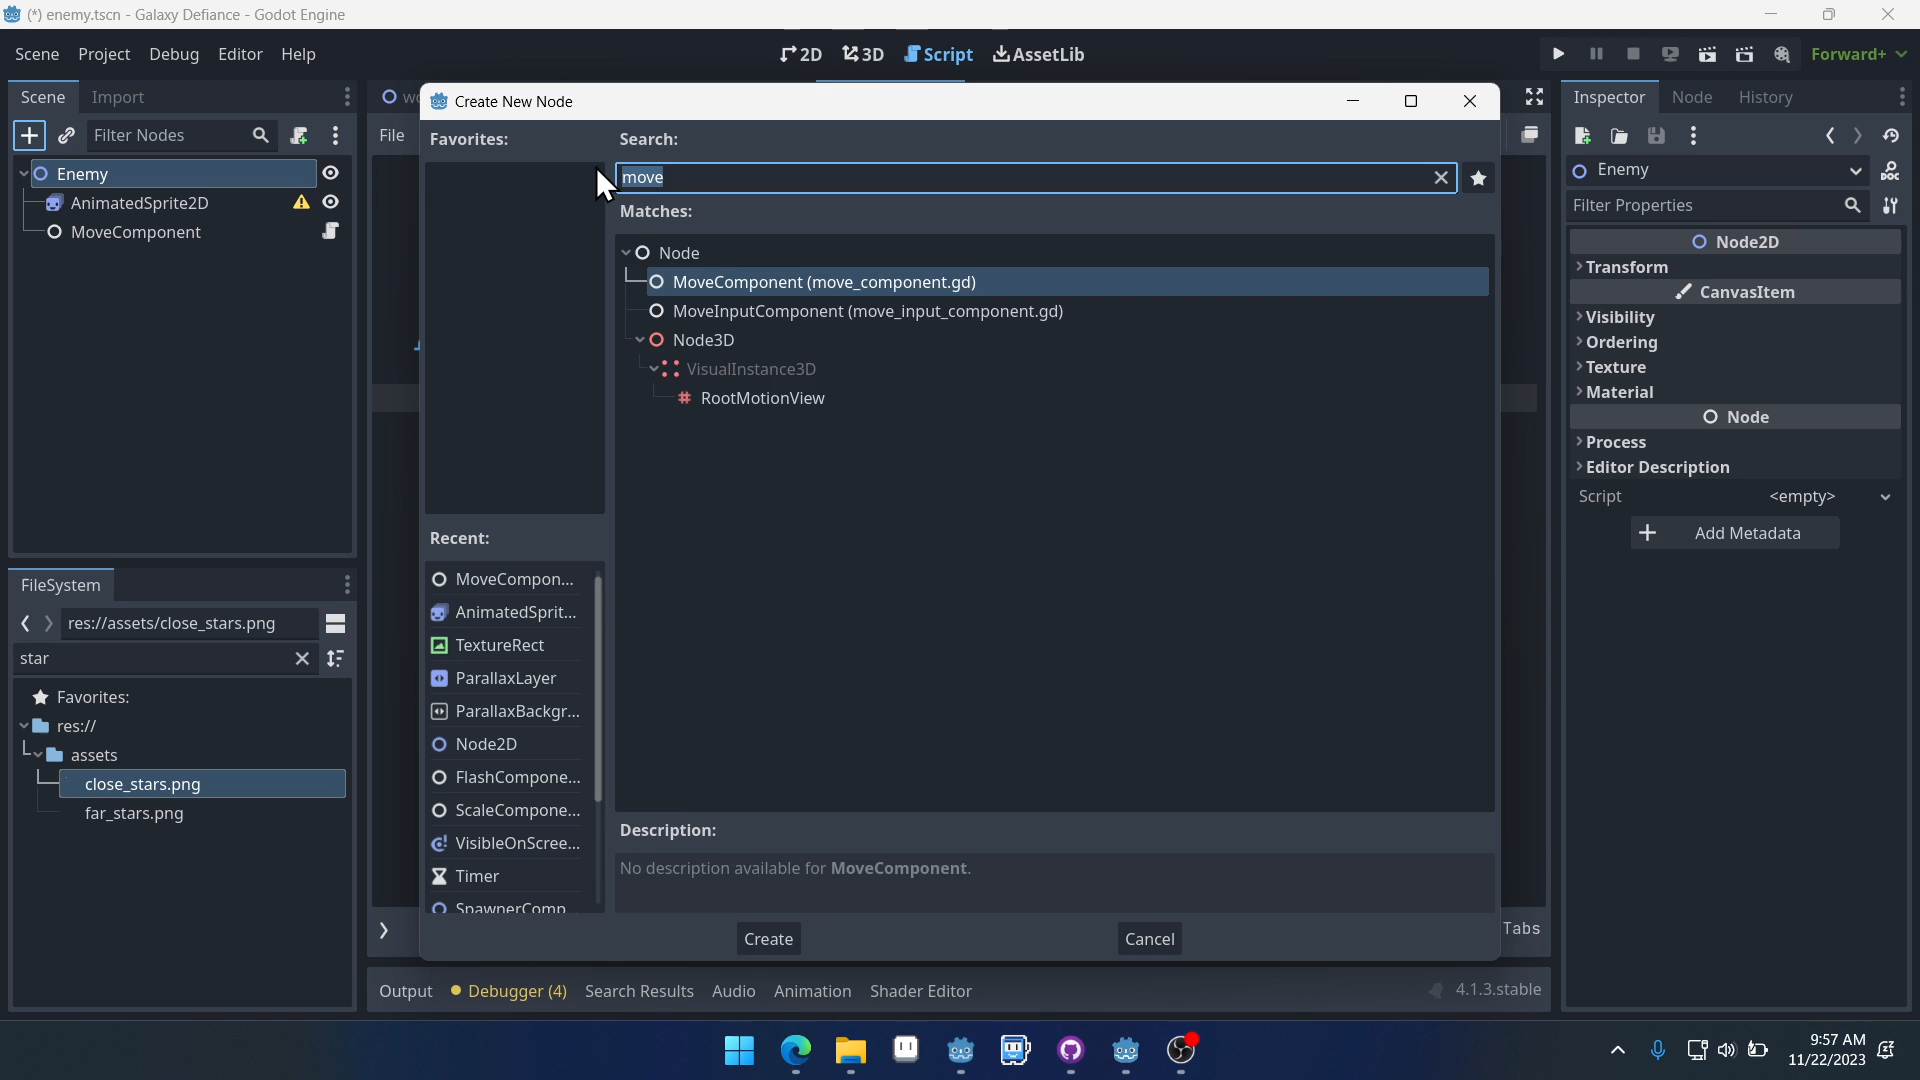 (*) enemy.tscn - Galaxy Defiance - Godot Engine
Scene Project Debug Editor Help
2D 3D Script AssetLib
Forward+
Scene Import
Filter Nodes
Enemy
AnimatedSprite2D
MoveComponent
FileSystem
res://assets/close_stars.png
star
Favorites:
res://
assets
close_stars.png
far_stars.png
File
Create New Node
Favorites:
Search:
move
Matches:
Node
MoveComponent (move_component.gd)
MoveInputComponent (move_input_component.gd)
Node3D
VisualInstance3D
RootMotionView
Recent:
MoveCompon...
AnimatedSprit...
TextureRect
ParallaxLayer
ParallaxBackgr...
Node2D
FlashCompone...
ScaleCompone...
VisibleOnScree...
Timer
SpawnerComp
Description:
No description available for MoveComponent.
Create Cancel
Tabs
Output Debugger (4) Search Results Audio Animation Shader Editor
4.1.3.stable
Inspector Node History
Enemy
Filter Properties
Node2D
Transform
CanvasItem
Visibility
Ordering
Texture
Material
Node
Process
Editor Description
Script <empty>
Add Metadata
9:57 AM
11/22/2023